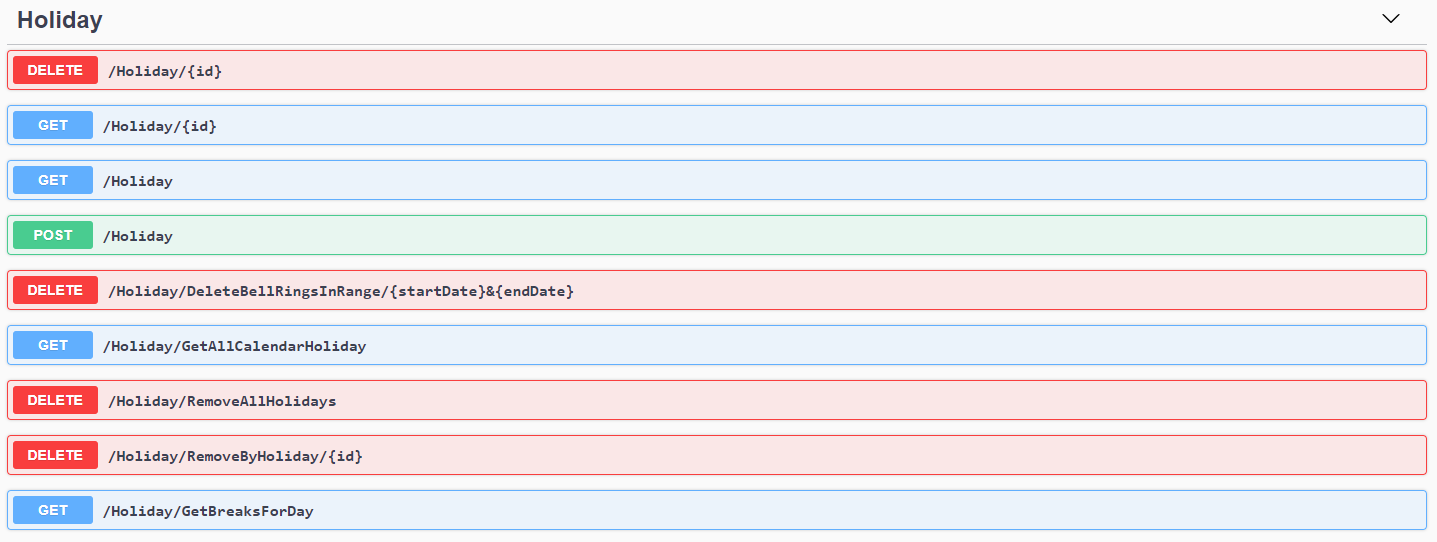 Holiday
DELETE /Holiday/{id}
GET /Holiday/{id}
GET /Holiday
POST /Holiday
DELETE /Holiday/DeleteBellRingsInRange/{startDate}&{endDate}
GET /Holiday/GetAllCalendarHoliday
DELETE /Holiday/RemoveAllHolidays
DELETE /Holiday/RemoveByHoliday/{id}
GET /Holiday/GetBreaksForDay